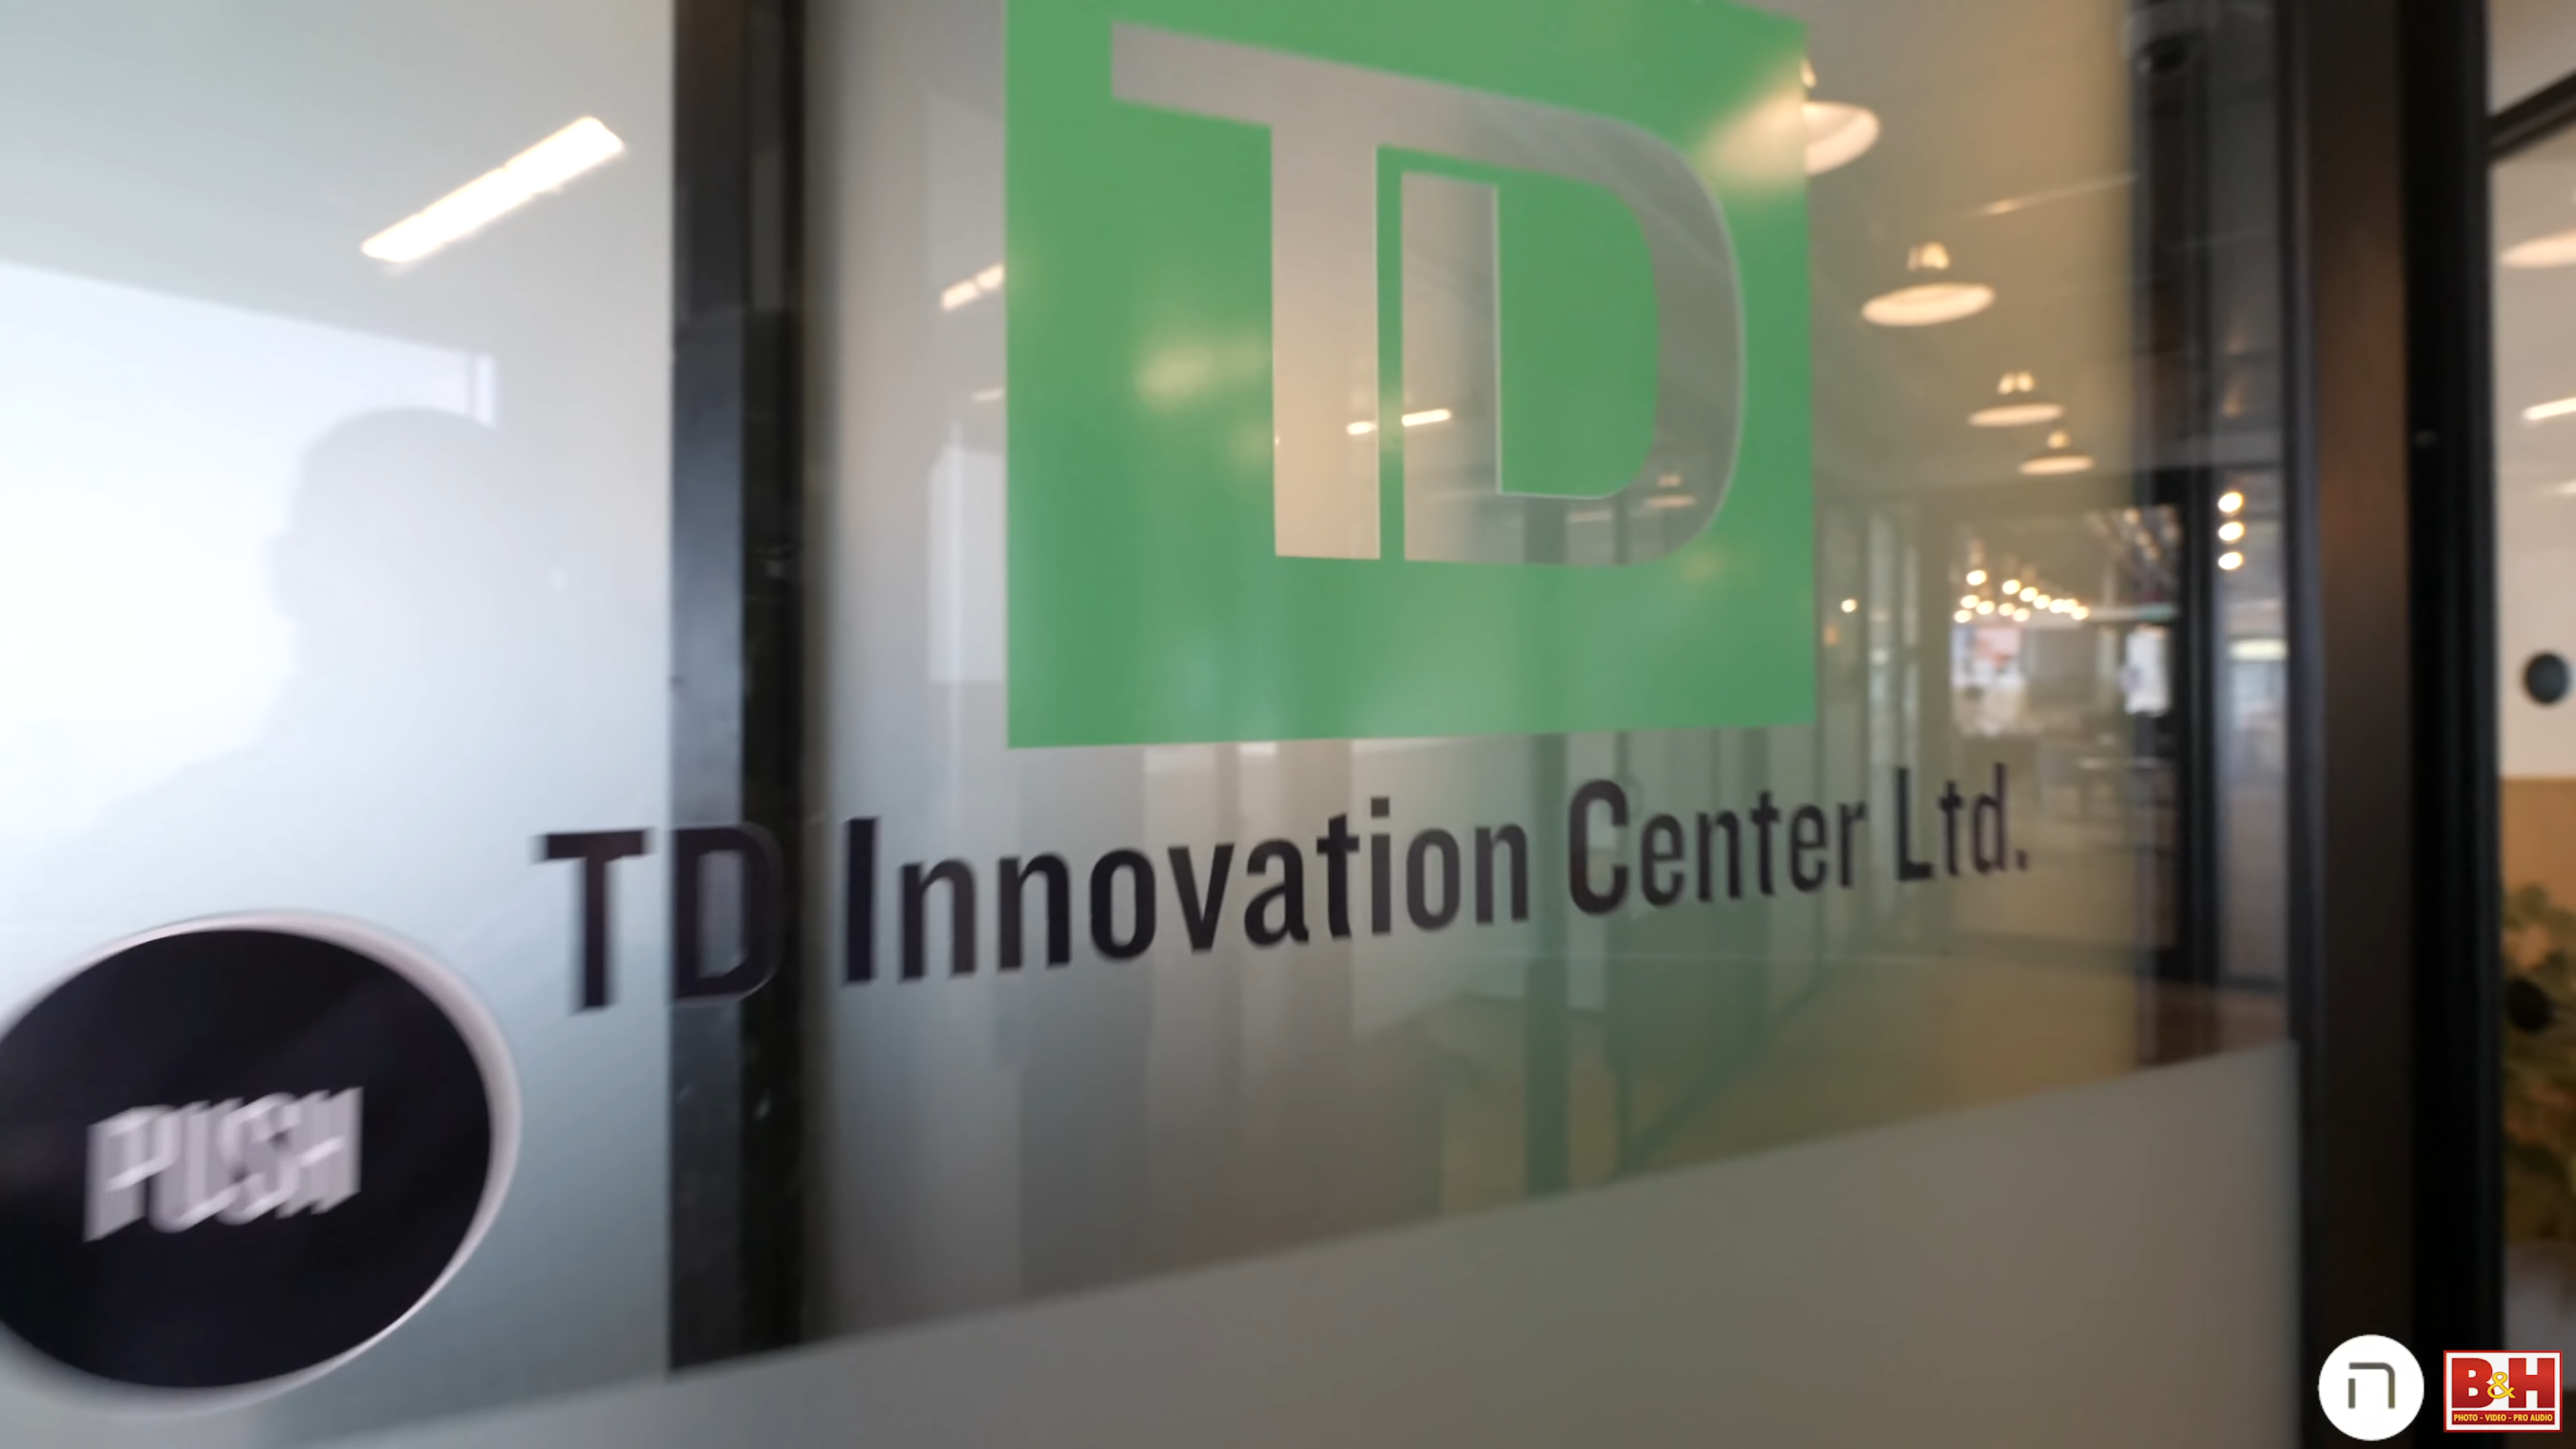 TD
TD Innovation Center Ltd.
PUSH
ה
B&H
PHOTO - VIDEO - PRO AUDIO